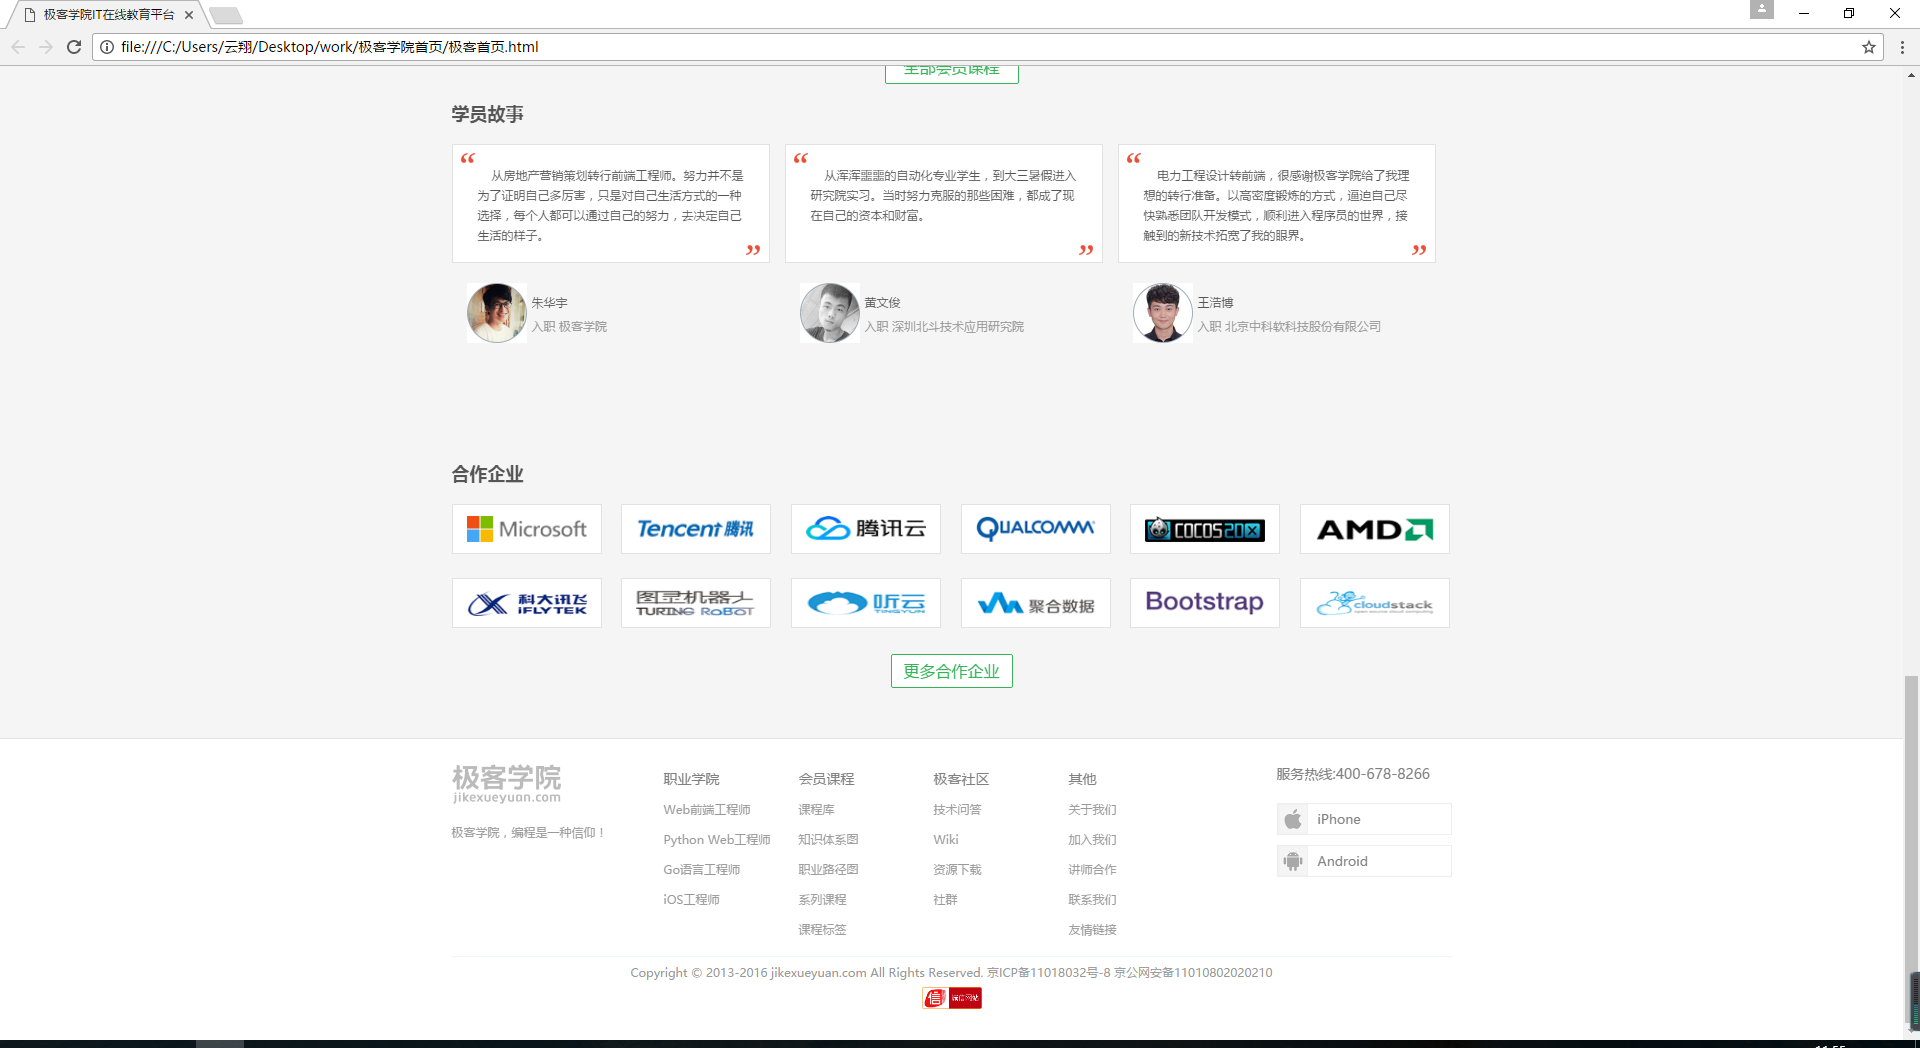 极客学院IT在线教育平台
file:///C:/Users/云翔/Desktop/work/极客学院首页/极客首页.html
全部会员课程
学员故事
“
从房地产营销策划转行前端工程师。努力并不是
为了证明自己多厉害，只是对自己生活方式的一种
选择，每个人都可以通过自己的努力，去决定自己
生活的样子。
”
“
从浑浑噩噩的自动化专业学生，到大三暑假进入
研究院实习。当时努力克服的那些困难，都成了现
在自己的资本和财富。
”
“
电力工程设计转前端，很感谢极客学院给了我理
想的转行准备。以高密度锻炼的方式，逼迫自己尽
快熟悉团队开发模式，顺利进入程序员的世界，接
触到的新技术拓宽了我的眼界。
”
朱华宇
入职 极客学院
黄文俊
入职 深圳北斗技术应用研究院
王浩博
入职 北京中科软科技股份有限公司
合作企业
Microsoft
Tencent 腾讯
腾讯云
QUALCOMM
COCOS2DX
AMD
科大讯飞
iFLYTEK
图灵机器人
TURING ROBOT
听云
TINGYUN
聚合数据
Bootstrap
cloudstack
open source cloud computing
更多合作企业
极客学院
jikexueyuan.com
极客学院，编程是一种信仰！
职业学院
Web前端工程师
Python Web工程师
Go语言工程师
iOS工程师
会员课程
课程库
知识体系图
职业路径图
系列课程
课程标签
极客社区
技术问答
Wiki
资源下载
社群
其他
关于我们
加入我们
讲师合作
联系我们
友情链接
服务热线:400-678-8266
iPhone
Android
Copyright © 2013-2016 jikexueyuan.com All Rights Reserved. 京ICP备11018032号-8 京公网安备11010802020210
信 诚信网站